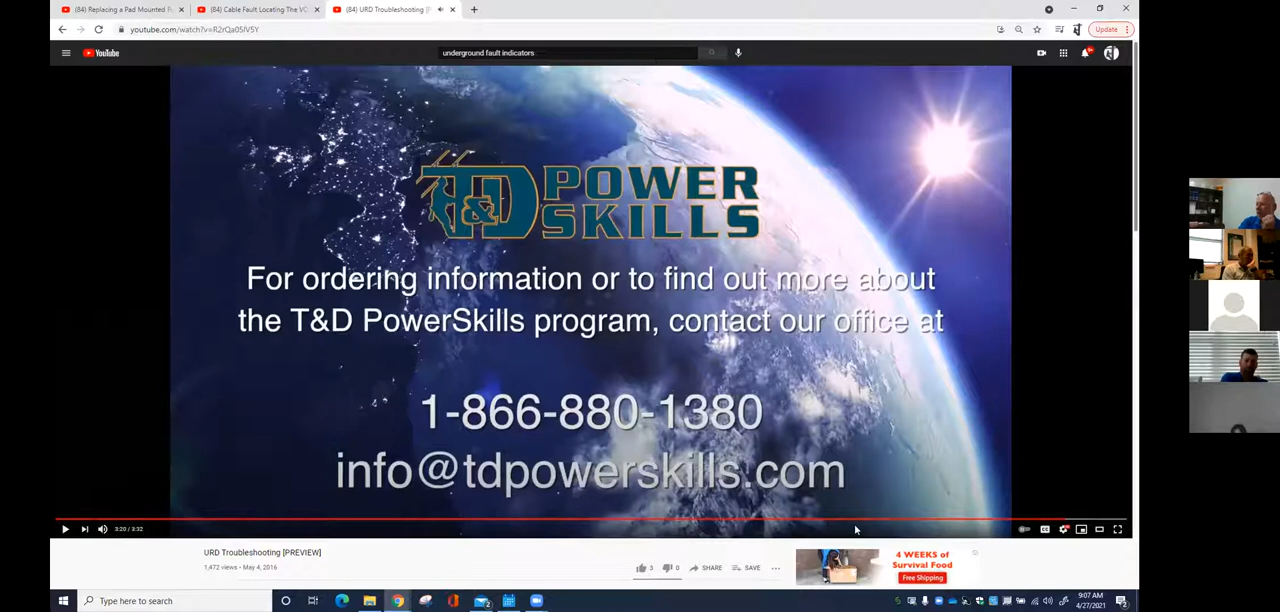 (84) Replacing a Pad Mounted
(84) Cable Fault Locating-The VC
(84) URD Troubleshooting [P
youtube.com/watch?v=R2rQa05lV5Y
Update
YouTube
underground fault indicators
T&D POWER
SKILLS
For ordering information or to find out more about
the T&D PowerSkills program, contact our office at
1-866-880-1380
info@tdpowerskills.com
3:20 / 3:32
URD Troubleshooting [PREVIEW]
1,472 views • May 4, 2016
3
0
SHARE
SAVE
4 WEEKS of
Survival Food
Free Shipping
Type here to search
9:07 AM
4/27/2021